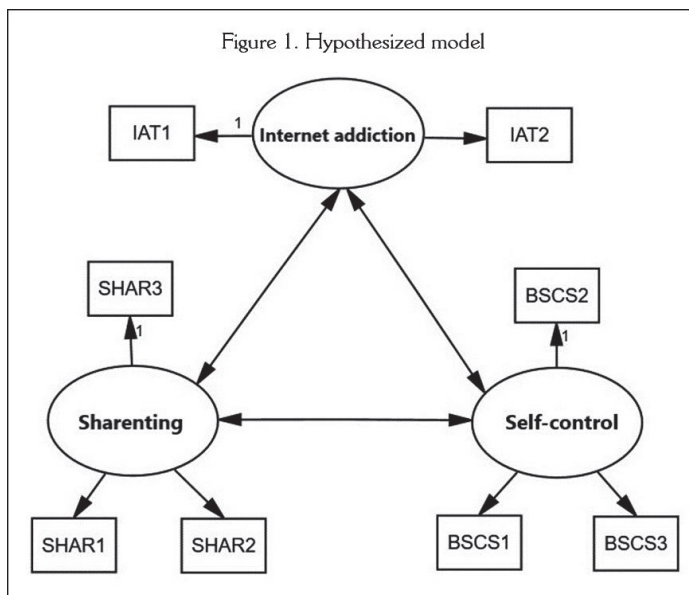 Figure 1. Hypothesized model
IAT1
1
Internet addiction
IAT2
SHAR3
1
BSCS2
1
Sharenting
Self-control
SHAR1
SHAR2
BSCS1
BSCS3